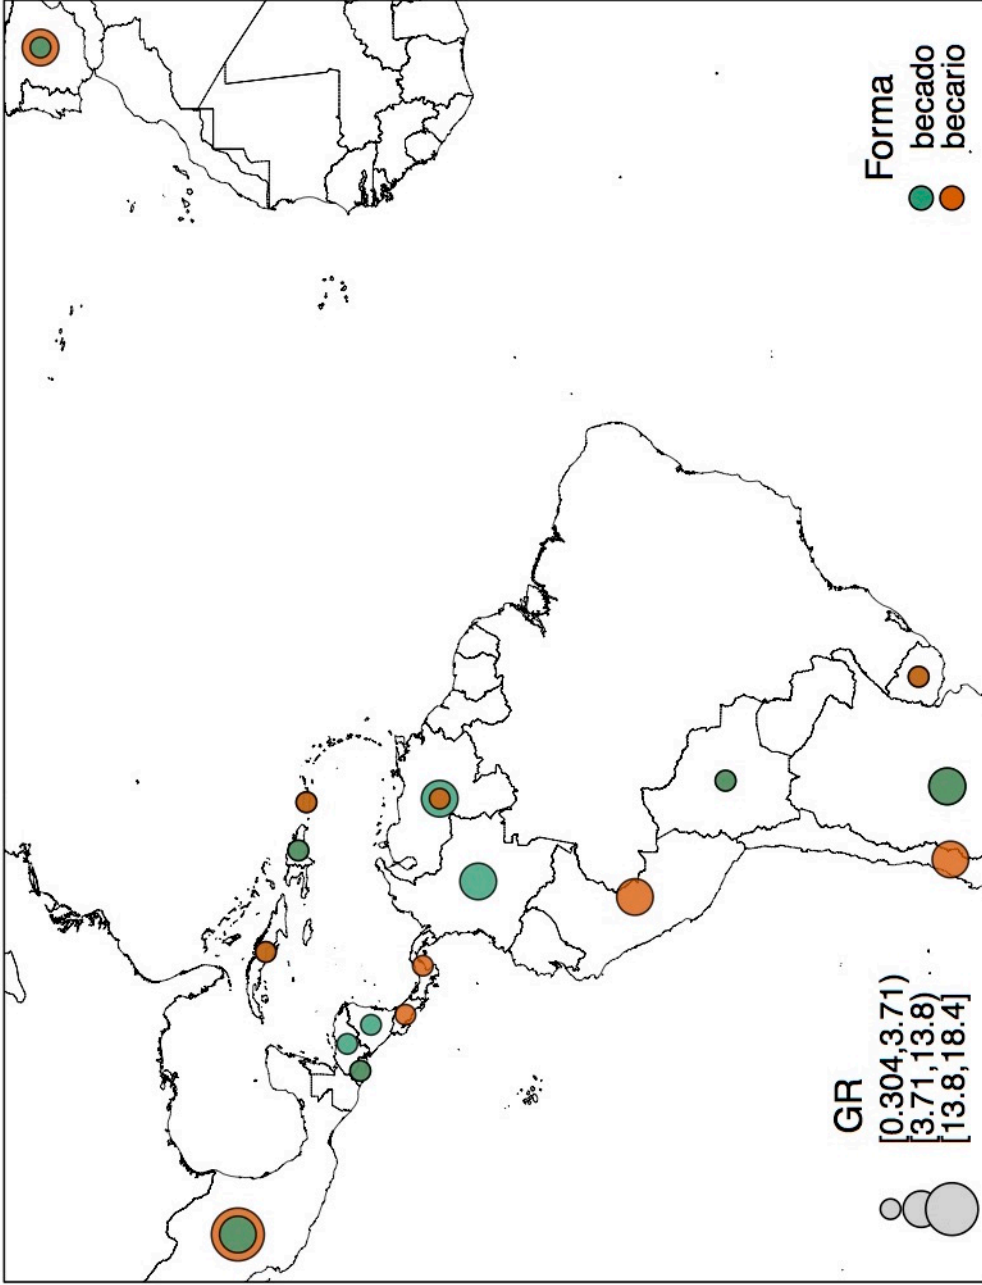 GR
[0.304,3.71)
[3.71,13.8)
[13.8,18.4]
Forma
becado
becario